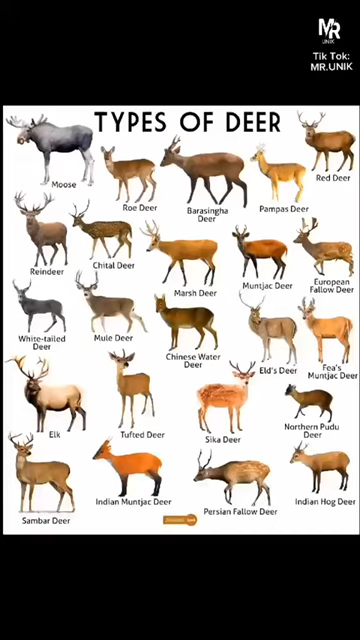 MR
UNIK
Tik Tok:
MR.UNIK
TYPES OF DEER
Moose
Roe Deer
Barasingha
Deer
Pampas Deer
Red Deer
Reindeer
Chital Deer
Marsh Deer
Muntjac Deer
European
Fallow Deer
White-tailed
Deer
Mule Deer
Chinese Water
Deer
Eld's Deer
Fea's
Muntjac Deer
Elk
Tufted Deer
Sika Deer
Northern Pudu
Deer
Sambar Deer
Indian Muntjac Deer
Persian Fallow Deer
Indian Hog Deer